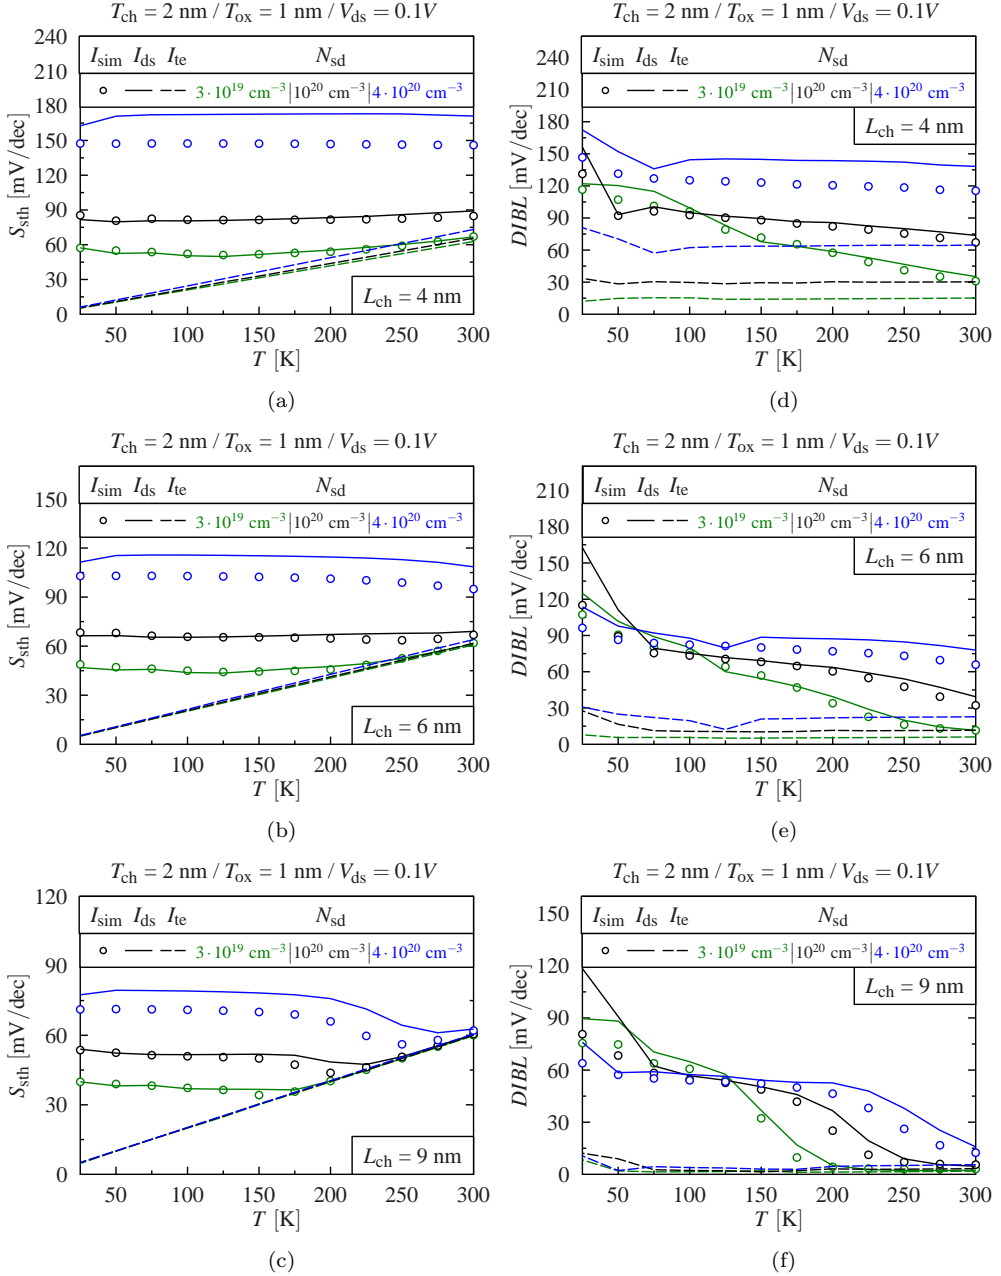 T_ch = 2 nm / T_ox = 1 nm / V_ds = 0.1V
240
210
180
150
120
90
60
30
0
S_sth [mV/dec]
I_sim I_ds I_te N_sd
3·10^19 cm^−3|10^20 cm^−3|4·10^20 cm^−3
L_ch = 4 nm
50 100 150 200 250 300
T [K]
(a)
T_ch = 2 nm / T_ox = 1 nm / V_ds = 0.1V
240
210
180
150
120
90
60
30
0
DIBL [mV/dec]
I_sim I_ds I_te N_sd
3·10^19 cm^−3|10^20 cm^−3|4·10^20 cm^−3
L_ch = 4 nm
50 100 150 200 250 300
T [K]
(d)
T_ch = 2 nm / T_ox = 1 nm / V_ds = 0.1V
150
120
90
60
30
0
S_sth [mV/dec]
I_sim I_ds I_te N_sd
3·10^19 cm^−3|10^20 cm^−3|4·10^20 cm^−3
L_ch = 6 nm
50 100 150 200 250 300
T [K]
(b)
T_ch = 2 nm / T_ox = 1 nm / V_ds = 0.1V
210
180
150
120
90
60
30
0
DIBL [mV/dec]
I_sim I_ds I_te N_sd
3·10^19 cm^−3|10^20 cm^−3|4·10^20 cm^−3
L_ch = 6 nm
50 100 150 200 250 300
T [K]
(e)
T_ch = 2 nm / T_ox = 1 nm / V_ds = 0.1V
120
90
60
30
0
S_sth [mV/dec]
I_sim I_ds I_te N_sd
3·10^19 cm^−3|10^20 cm^−3|4·10^20 cm^−3
L_ch = 9 nm
50 100 150 200 250 300
T [K]
(c)
T_ch = 2 nm / T_ox = 1 nm / V_ds = 0.1V
150
120
90
60
30
0
DIBL [mV/dec]
I_sim I_ds I_te N_sd
3·10^19 cm^−3|10^20 cm^−3|4·10^20 cm^−3
L_ch = 9 nm
50 100 150 200 250 300
T [K]
(f)